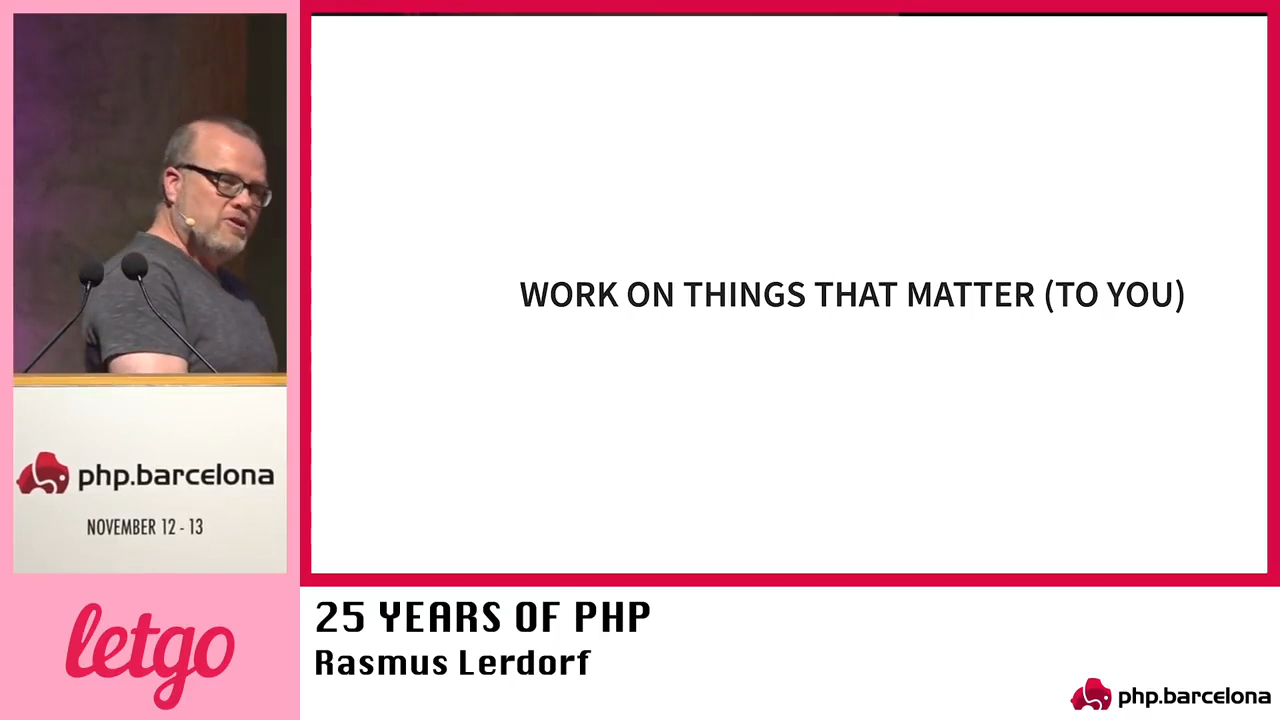 WORK ON THINGS THAT MATTER (TO YOU)
php.barcelona
NOVEMBER 12 - 13
letgo
25 YEARS OF PHP
Rasmus Lerdorf
php.barcelona